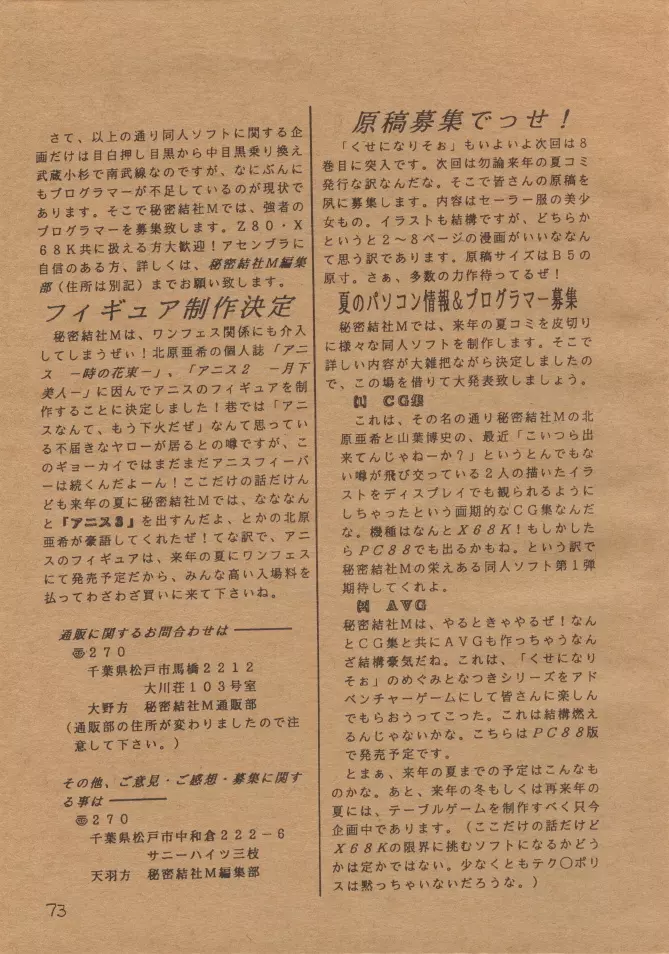 さて、以上の通り同人ソフトに関する企
画だけは目白押し目黒から中目黒乗り換え
武蔵小杉で南武線なのですが、なにぶんに
もプログラマーが不足しているのが現状で
あります。そこで秘密結社Mでは、強者の
プログラマーを募集致します。Z80・X
68K共に扱える方大歓迎!アセンブラに
自信のある方、詳しくは、秘密結社M編集
部(住所は別記)までお願い致します。
フィギュア制作決定
秘密結社Mは、ワンフェス関係にも介入
してしまうぜい!北原亜希の個人誌「アニ
ス -時の花束-」、「アニス2 -月下
美人-」に因んでアニスのフィギュアを制
作することに決定しました!巷では「アニ
スなんて、もう下火だぜ」なんて思ってい
る不届きなヤローが居るとの噂ですが、こ
のギョーカイではまだまだアニスフィーバ
ーは続くんだよーん!ここだけの話だけん
ども来年の夏に秘密結社Mでは、なななん
と『アニス3』を出すんだよ、とかの北原
亜希が豪語してくれたぜ!てな訳で、アニ
スのフィギュアは、来年の夏にワンフェス
にて発売予定だから、みんな高い入場料を
払ってわざわざ買いに来て下さいね。
通販に関するお問合わせは ―――
〠270
千葉県松戸市馬橋2212
大川荘103号室
大野方 秘密結社M通販部
(通販部の住所が変わりましたので注
意して下さい。)
その他、ご意見・ご感想・募集に関す
る事は ―――
〠270
千葉県松戸市中和倉222-6
サニーハイツ三枝
天羽方 秘密結社M編集部
73
原稿募集でっせ!
「くせになりそぉ」もいよいよ次回は8
巻目に突入です。次回は勿論来年の夏コミ
発行な訳なんだな。そこで皆さんの原稿を
夙に募集します。内容はセーラー服の美少
女もの。イラストも結構ですが、どちらか
というと2~8ページの漫画がいいななん
て思う訳であります。原稿サイズはB5の
原寸。さぁ、多数の力作待ってるぜ!
夏のパソコン情報&プログラマー募集
秘密結社Mでは、来年の夏コミを皮切り
に様々な同人ソフトを制作します。そこで
詳しい内容が大雑把ながら決定しましたの
で、この場を借りて大発表致しましょう。
CG集
これは、その名の通り秘密結社Mの北
原亜希と山葉博史の、最近「こいつら出
来てんじゃねーか?」というとんでもな
い噂が飛び交っている2人の描いたイラ
ストをディスプレイでも観られるように
しちゃったという画期的なCG集なんだ
な。機種はなんとX68K!もしかした
らPC88でも出るかもね。という訳で
秘密結社Mの栄えある同人ソフト第1弾
期待してくれよ。
AVG
秘密結社Mは、やるときゃやるぜ!なん
とCG集と共にAVGも作っちゃうなん
ざ結構豪気だね。これは、「くせになり
そぉ」のめぐみとなつきシリーズをアド
ベンチャーゲームにして皆さんに楽しん
でもらおうってこった。これは結構燃え
るんじゃないかな。こちらはPC88版
で発売予定です。
とまぁ、来年の夏までの予定はこんなも
のかな。あと、来年の冬もしくは再来年の
夏には、テーブルゲームを制作すべく只今
企画中であります。(ここだけの話だけど
X68Kの限界に挑むソフトになるかどう
かは定かではない。少なくともテク○ポリ
スは黙っちゃいないだろうな。)